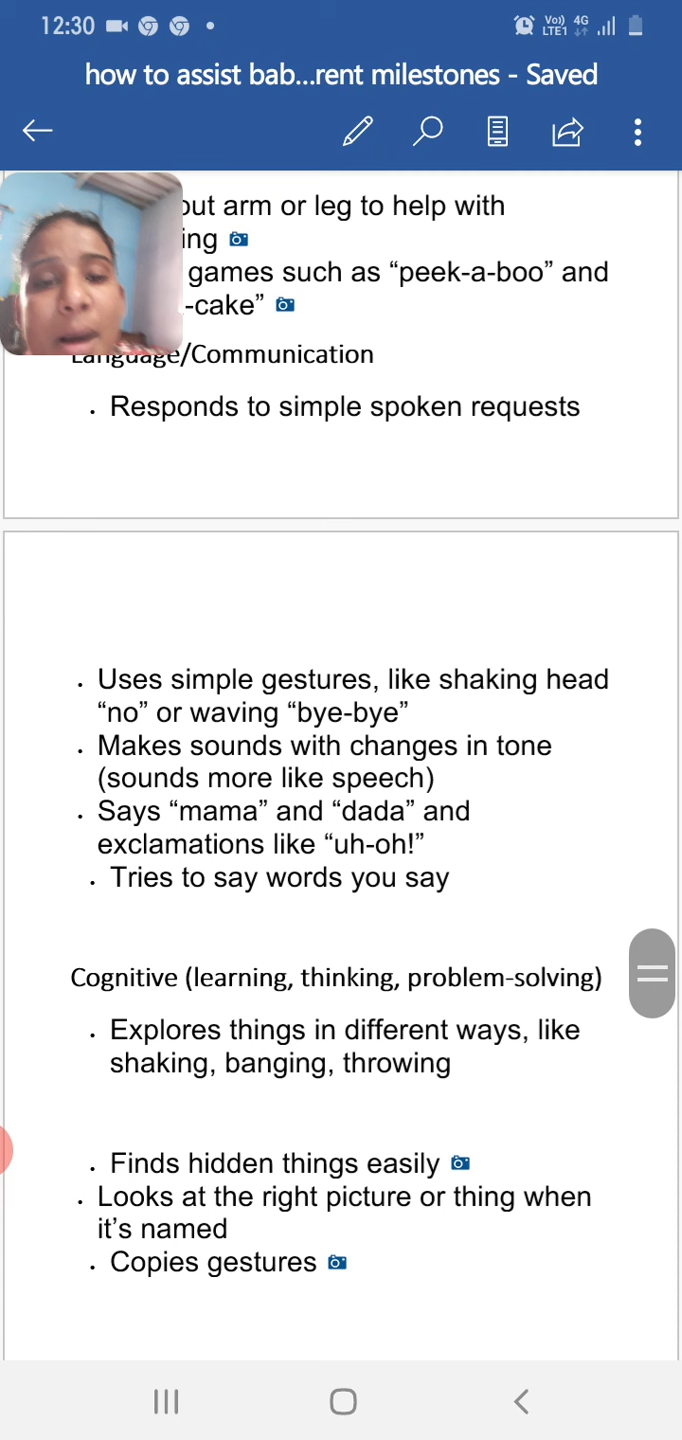 12:30
Vo)) 4G
LTE1
how to assist bab...rent milestones - Saved
out arm or leg to help with
ing
games such as “peek-a-boo” and
-cake”
Language/Communication
. Responds to simple spoken requests
. Uses simple gestures, like shaking head
“no” or waving “bye-bye”
. Makes sounds with changes in tone
(sounds more like speech)
. Says “mama” and “dada” and
exclamations like “uh-oh!”
. Tries to say words you say
Cognitive (learning, thinking, problem-solving)
. Explores things in different ways, like
shaking, banging, throwing
. Finds hidden things easily
. Looks at the right picture or thing when
it’s named
. Copies gestures